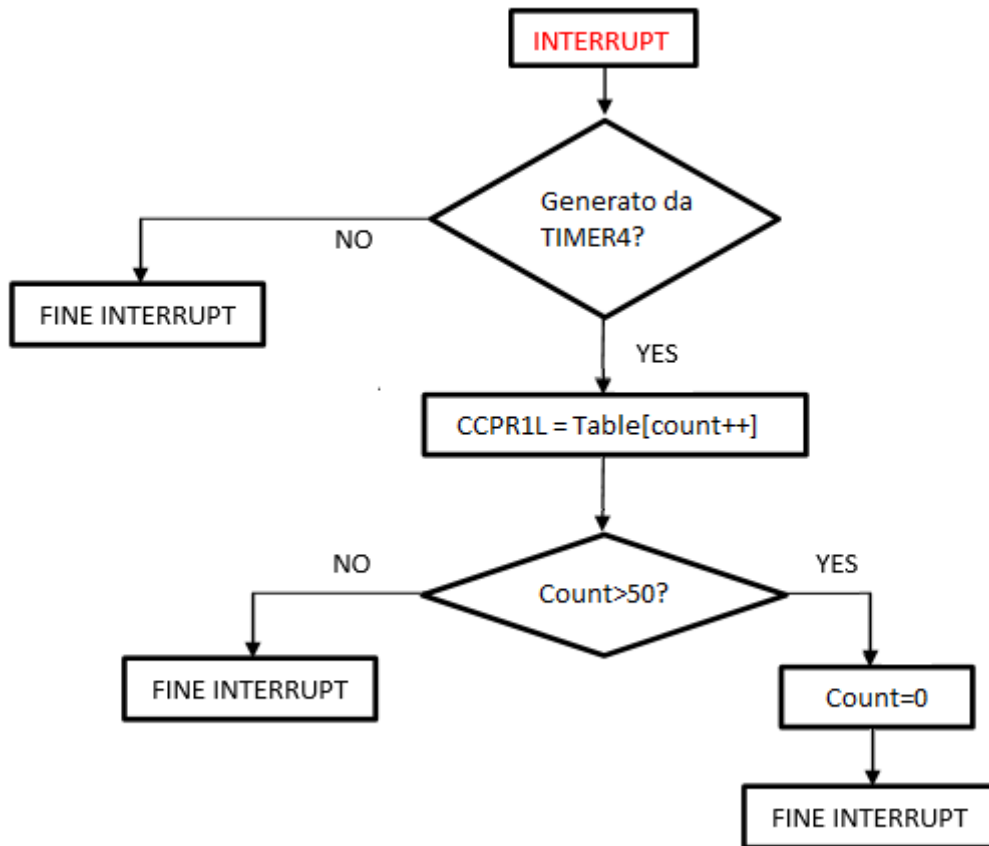 INTERRUPT
Generato da
TIMER4?
NO
FINE INTERRUPT
YES
CCPR1L = Table[count++]
NO
YES
Count>50?
FINE INTERRUPT
Count=0
FINE INTERRUPT